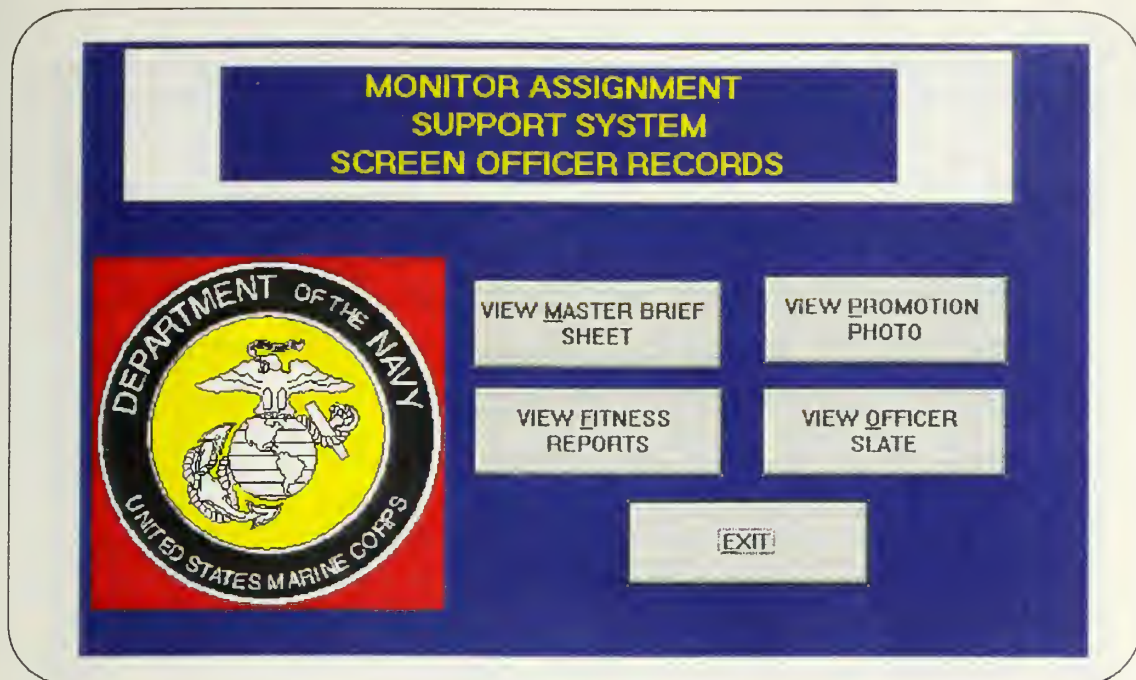 MONITOR ASSIGNMENT
SUPPORT SYSTEM
SCREEN OFFICER RECORDS
DEPARTMENT OF THE NAVY
UNITED STATES MARINE CORPS
VIEW MASTER BRIEF
SHEET
VIEW PROMOTION
PHOTO
VIEW FITNESS
REPORTS
VIEW OFFICER
SLATE
EXIT